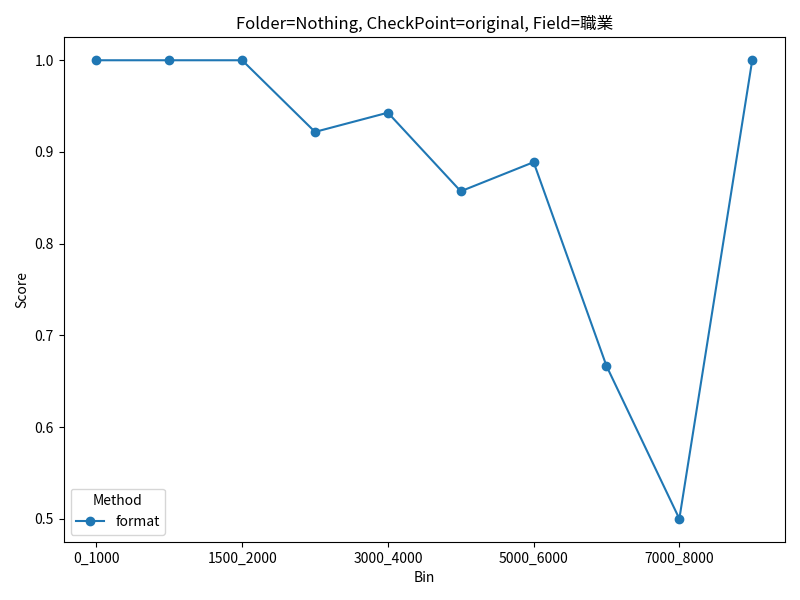 Folder=Nothing, CheckPoint=original, Field=職業
1.0
0.9
0.8
0.7
0.6
0.5
Score
Method
format
0_1000
1500_2000
3000_4000
5000_6000
7000_8000
Bin